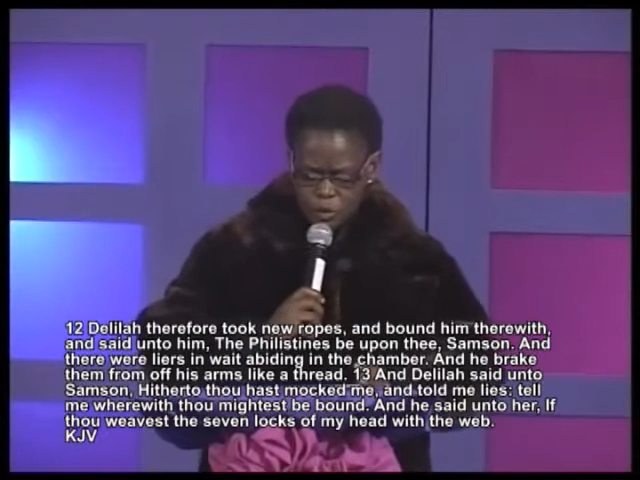 12 Delilah therefore took new ropes, and bound him therewith,
and said unto him, The Philistines be upon thee, Samson. And
there were liers in wait abiding in the chamber. And he brake
them from off his arms like a thread. 13 And Delilah said unto
Samson, Hitherto thou hast mocked me, and told me lies: tell
me wherewith thou mightest be bound. And he said unto her, If
thou weavest the seven locks of my head with the web.
KJV